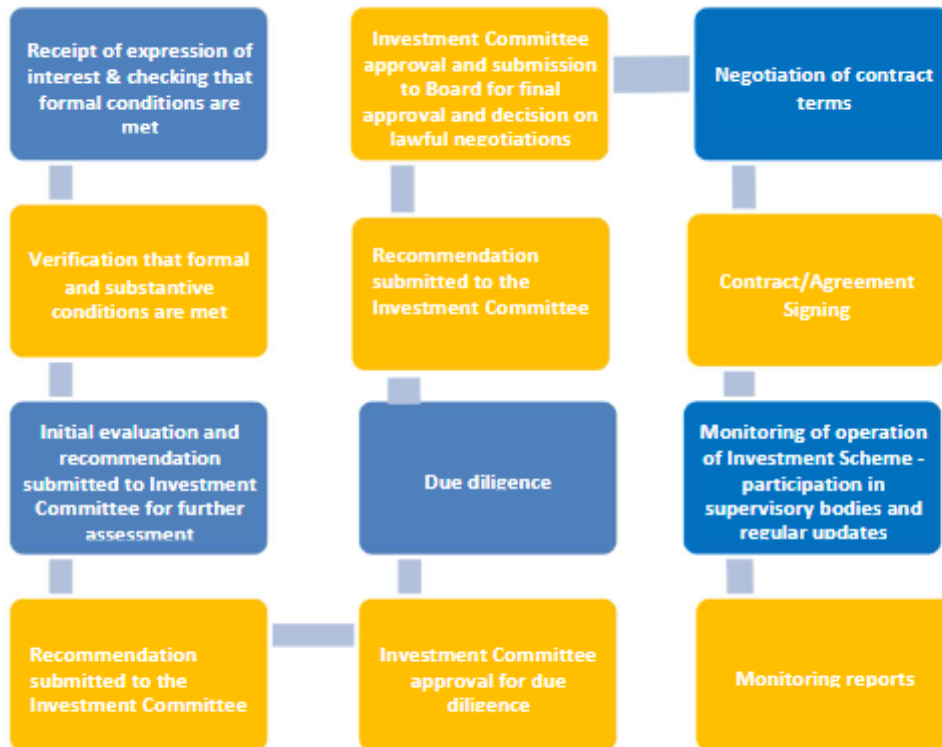 Receipt of expression of
interest & checking that
formal conditions are
met
Verification that formal
and substantive
conditions are met
Initial evaluation and
recommendation
submitted to Investment
Committee for further
assessment
Recommendation
submitted to the
Investment Committee
Investment Committee
approval for due
diligence
Due diligence
Recommendation
submitted to the
Investment Committee
Investment Committee
approval and submission
to Board for final
approval and decision on
lawful negotiations
Negotiation of contract
terms
Contract/Agreement
Signing
Monitoring of operation
of Investment Scheme -
participation in
supervisory bodies and
regular updates
Monitoring reports